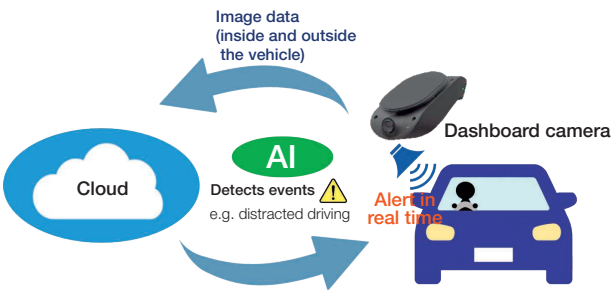 Image data
(inside and outside
the vehicle)
Dashboard camera
AI
Cloud
Detects events
e.g. distracted driving
Alert in
real time